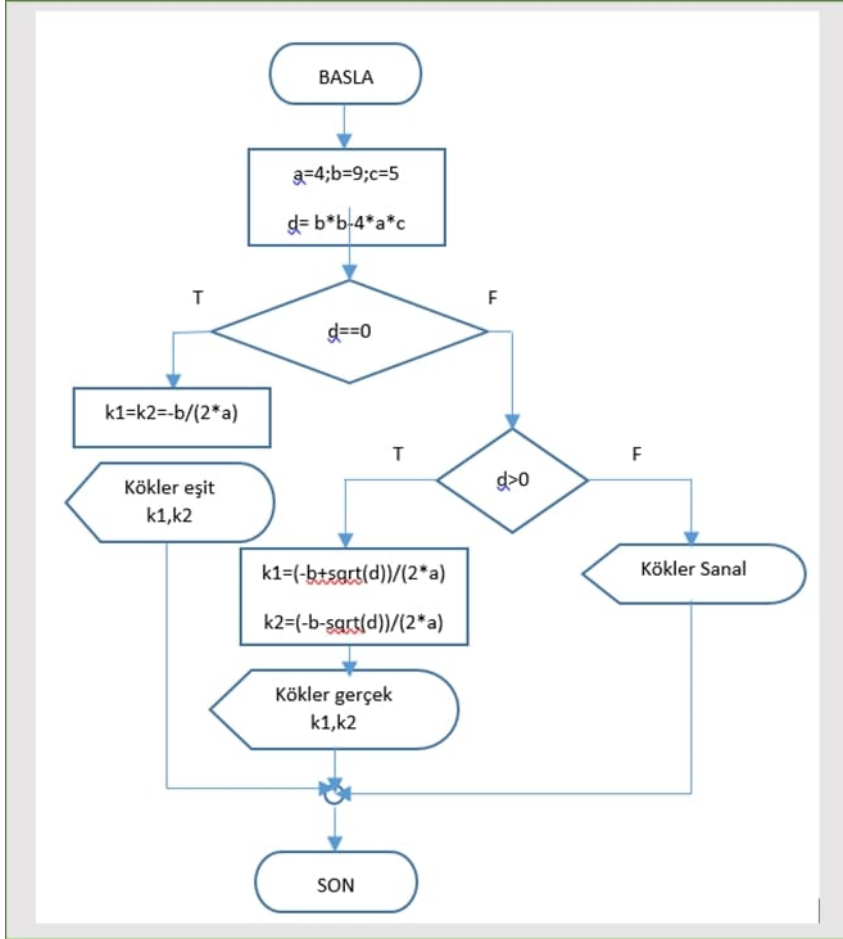 BASLA
a=4;b=9;c=5
d= b*b-4*a*c
T
F
d==0
k1=k2=-b/(2*a)
T
F
d>0
Kökler eşit
k1,k2
k1=(-b+sqrt(d))/(2*a)
k2=(-b-sqrt(d))/(2*a)
Kökler Sanal
Kökler gerçek
k1,k2
SON